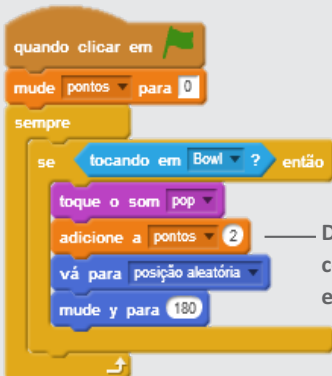 quando clicar em
mude pontos para 0
sempre
se tocando em Bowl ? então
toque o som pop
adicione a pontos 2
D
c
e
vá para posição aleatória
mude y para 180